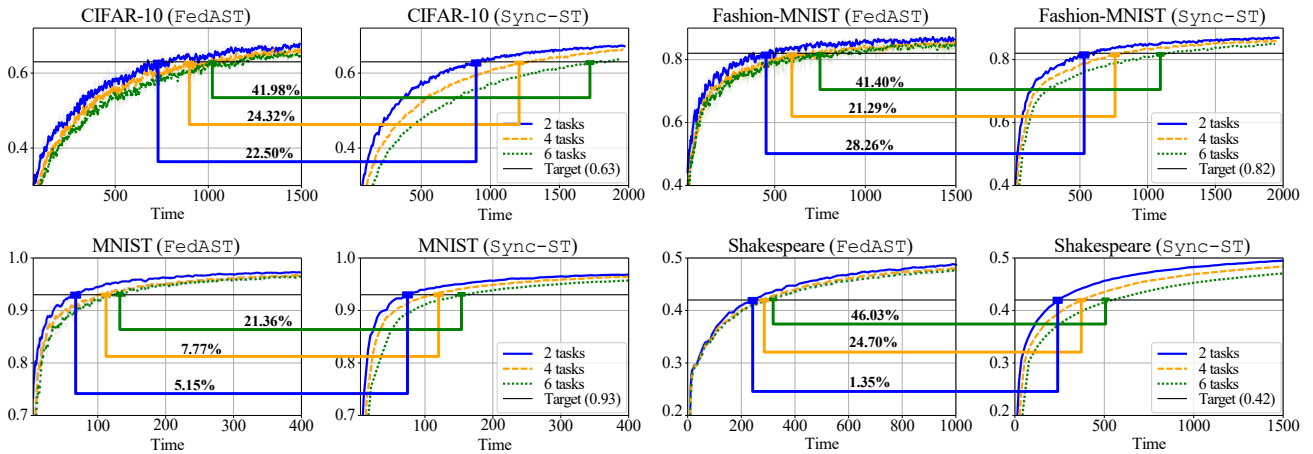 CIFAR-10 (FedAST)
0.6
0.4
500
1000
1500
Time
41.98%
24.32%
22.50%
CIFAR-10 (Sync-ST)
0.6
0.4
500
1000
1500
2000
Time
2 tasks
4 tasks
6 tasks
Target (0.63)
Fashion-MNIST (FedAST)
0.8
0.6
0.4
500
1000
1500
Time
41.40%
21.29%
28.26%
Fashion-MNIST (Sync-ST)
0.8
0.6
0.4
500
1000
1500
2000
Time
2 tasks
4 tasks
6 tasks
Target (0.82)
MNIST (FedAST)
1.0
0.9
0.8
0.7
100
200
300
400
Time
21.36%
7.77%
5.15%
MNIST (Sync-ST)
1.0
0.9
0.8
0.7
100
200
300
400
Time
2 tasks
4 tasks
6 tasks
Target (0.93)
Shakespeare (FedAST)
0.5
0.4
0.3
0.2
0
200
400
600
800
1000
Time
46.03%
24.70%
1.35%
Shakespeare (Sync-ST)
0.5
0.4
0.3
0.2
0
500
1000
1500
Time
2 tasks
4 tasks
6 tasks
Target (0.42)